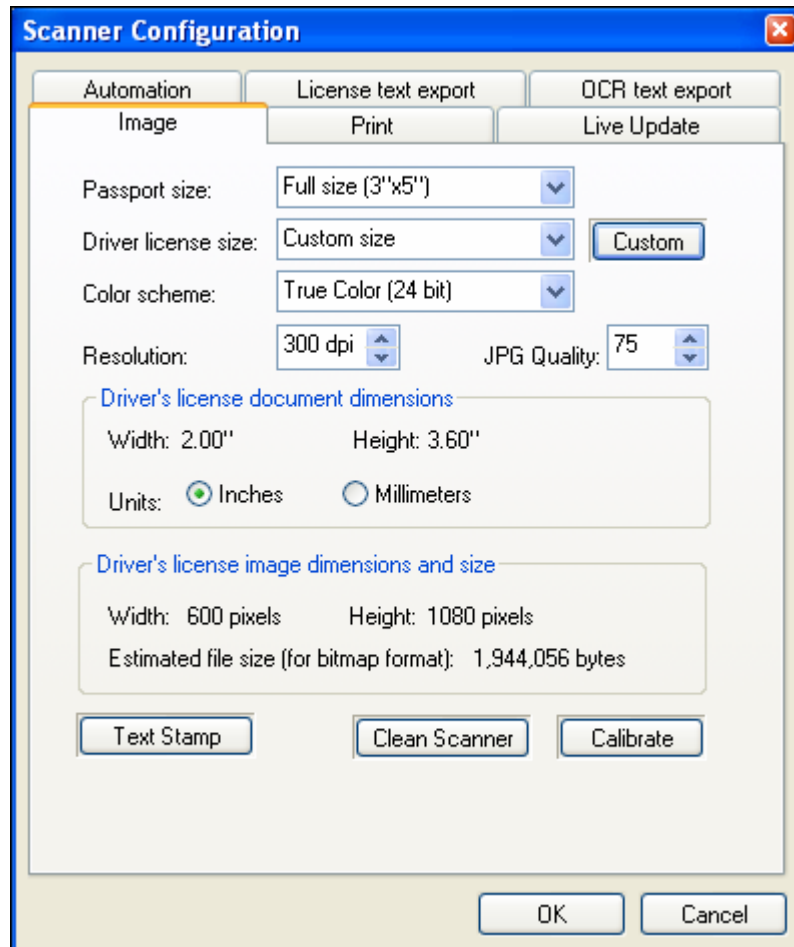 Scanner Configuration
Automation License text export OCR text export
Image Print Live Update
Passport size: Full size (3"x5")
Driver license size: Custom size Custom
Color scheme: True Color (24 bit)
Resolution: 300 dpi JPG Quality: 75
Driver's license document dimensions
Width: 2.00" Height: 3.60"
Units: Inches Millimeters
Driver's license image dimensions and size
Width: 600 pixels Height: 1080 pixels
Estimated file size (for bitmap format): 1,944,056 bytes
Text Stamp Clean Scanner Calibrate
OK Cancel